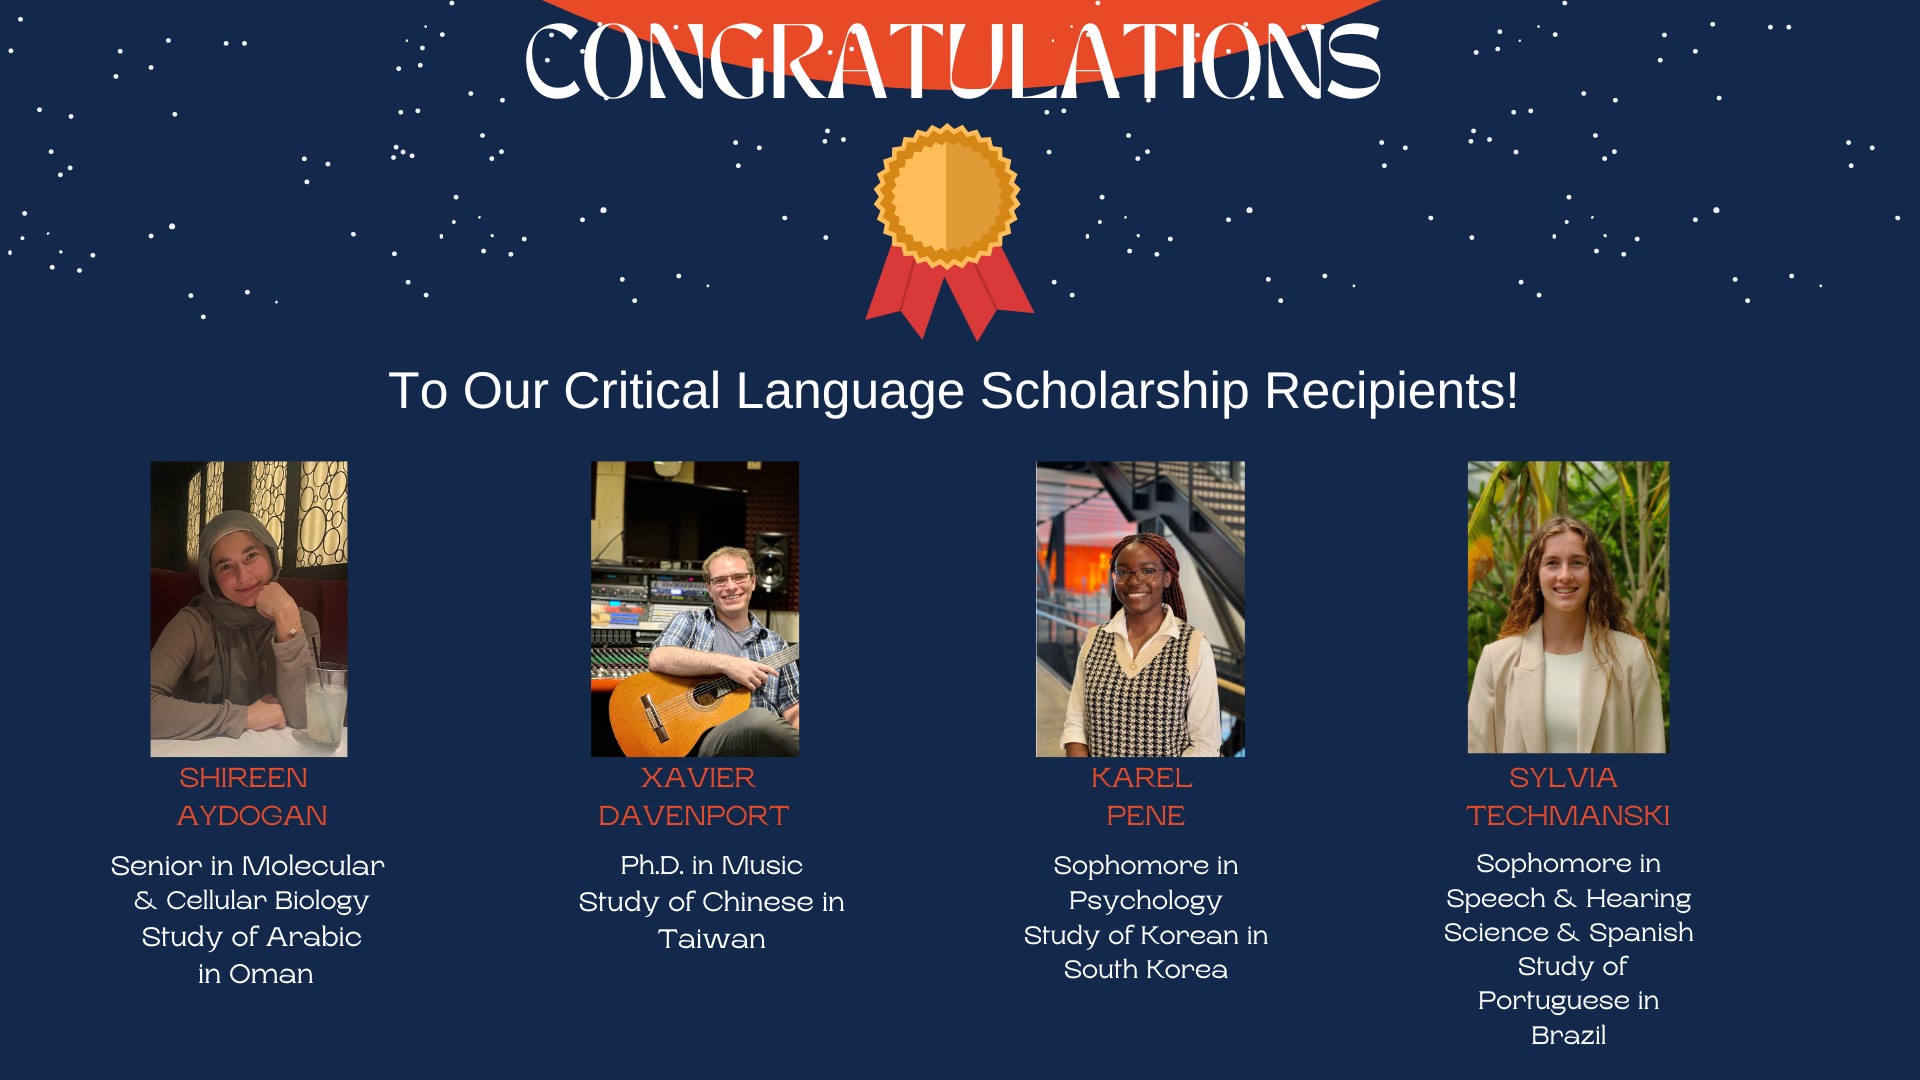 CONGRATULATIONS
To Our Critical Language Scholarship Recipients!
SHIREEN
AYDOGAN
Senior in Molecular
& Cellular Biology
Study of Arabic
in Oman
XAVIER
DAVENPORT
Ph.D. in Music
Study of Chinese in
Taiwan
KAREL
PENE
Sophomore in
Psychology
Study of Korean in
South Korea
SYLVIA
TECHMANSKI
Sophomore in
Speech & Hearing
Science & Spanish
Study of
Portuguese in
Brazil